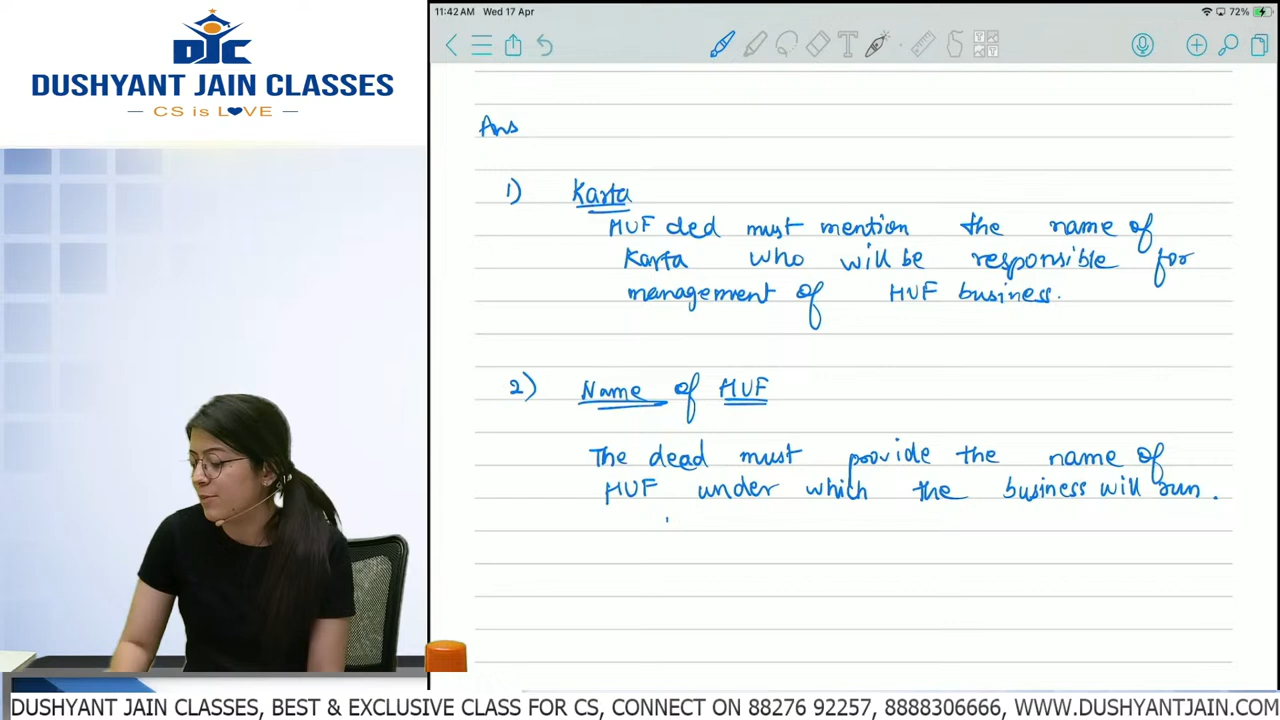 DJC
DUSHYANT JAIN CLASSES
— CS is LOVE —
11:42 AM Wed 17 Apr
72%
Ans
1) Karta
HUF ded must mention the name of
Karta who will be responsible for
management of HUF business.
2) Name of HUF
The dead must provide the name of
HUF under which the business will run.
DUSHYANT JAIN CLASSES, BEST & EXCLUSIVE CLASS FOR CS, CONNECT ON 88276 92257, 8888306666, WWW.DUSHYANTJAIN.COM